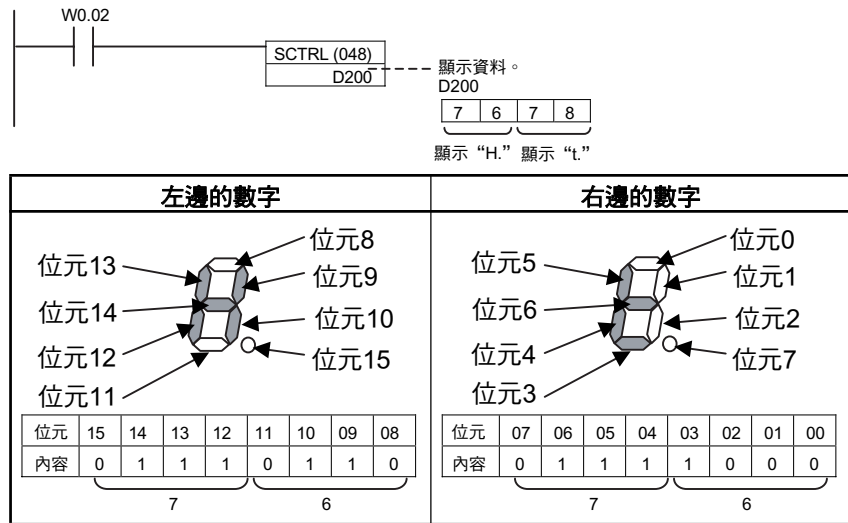 W0.02
SCTRL (048)
D200
顯示資料。
D200
7 6 7 8
顯示 “H.” 顯示 “t.”
左邊的數字
位元8
位元13
位元9
位元14
位元10
位元12
位元15
位元11
位元 15 14 13 12 11 10 09 08
內容 0 1 1 1 0 1 1 0
7 6
右邊的數字
位元0
位元5
位元1
位元6
位元2
位元4
位元7
位元3
位元 07 06 05 04 03 02 01 00
內容 0 1 1 1 1 0 0 0
7 6